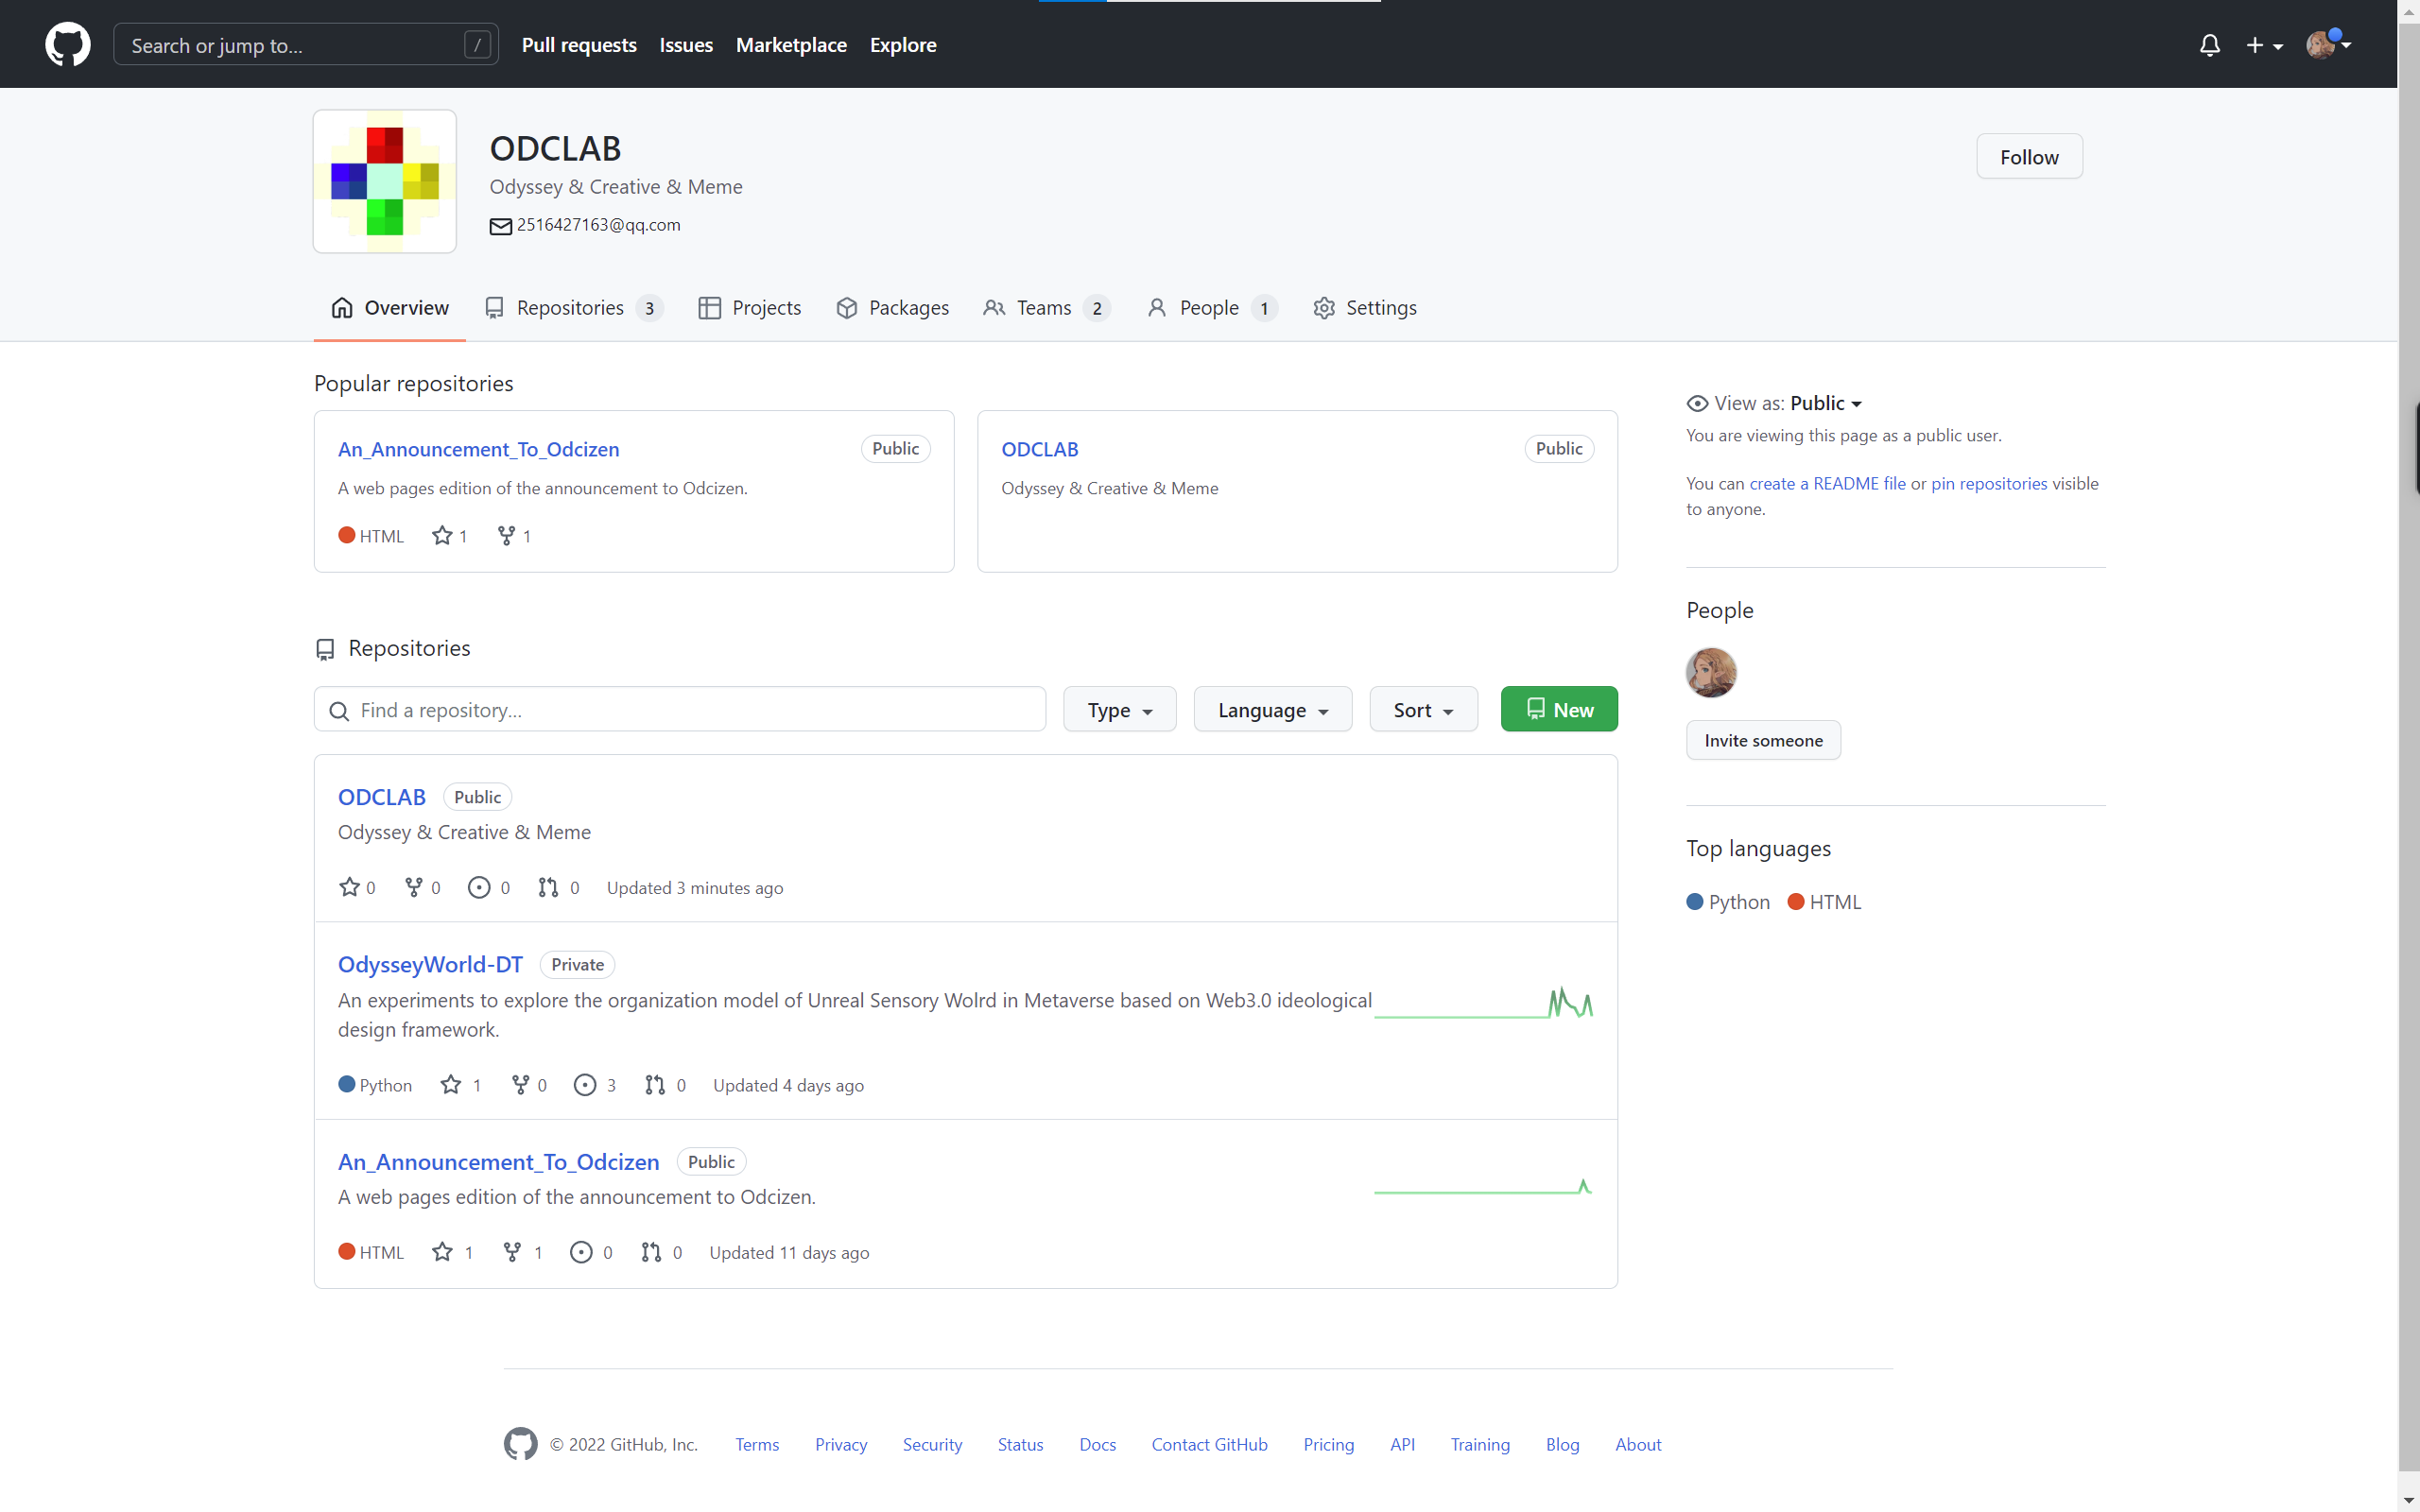 Search or jump to... /
Pull requests Issues Marketplace Explore
ODCLAB
Odyssey & Creative & Meme
2516427163@qq.com
Follow
Overview Repositories 3 Projects Packages Teams 2 People 1 Settings
Popular repositories
An_Announcement_To_Odcizen Public
A web pages edition of the announcement to Odcizen.
HTML 1 1
ODCLAB Public
Odyssey & Creative & Meme
View as: Public
You are viewing this page as a public user.
You can create a README file or pin repositories visible
to anyone.
People
Invite someone
Top languages
Python HTML
Repositories
Find a repository... Type Language Sort New
ODCLAB Public
Odyssey & Creative & Meme
0 0 0 0 Updated 3 minutes ago
OdysseyWorld-DT Private
An experiments to explore the organization model of Unreal Sensory Wolrd in Metaverse based on Web3.0 ideological
design framework.
Python 1 0 3 0 Updated 4 days ago
An_Announcement_To_Odcizen Public
A web pages edition of the announcement to Odcizen.
HTML 1 1 0 0 Updated 11 days ago
© 2022 GitHub, Inc. Terms Privacy Security Status Docs Contact GitHub Pricing API Training Blog About